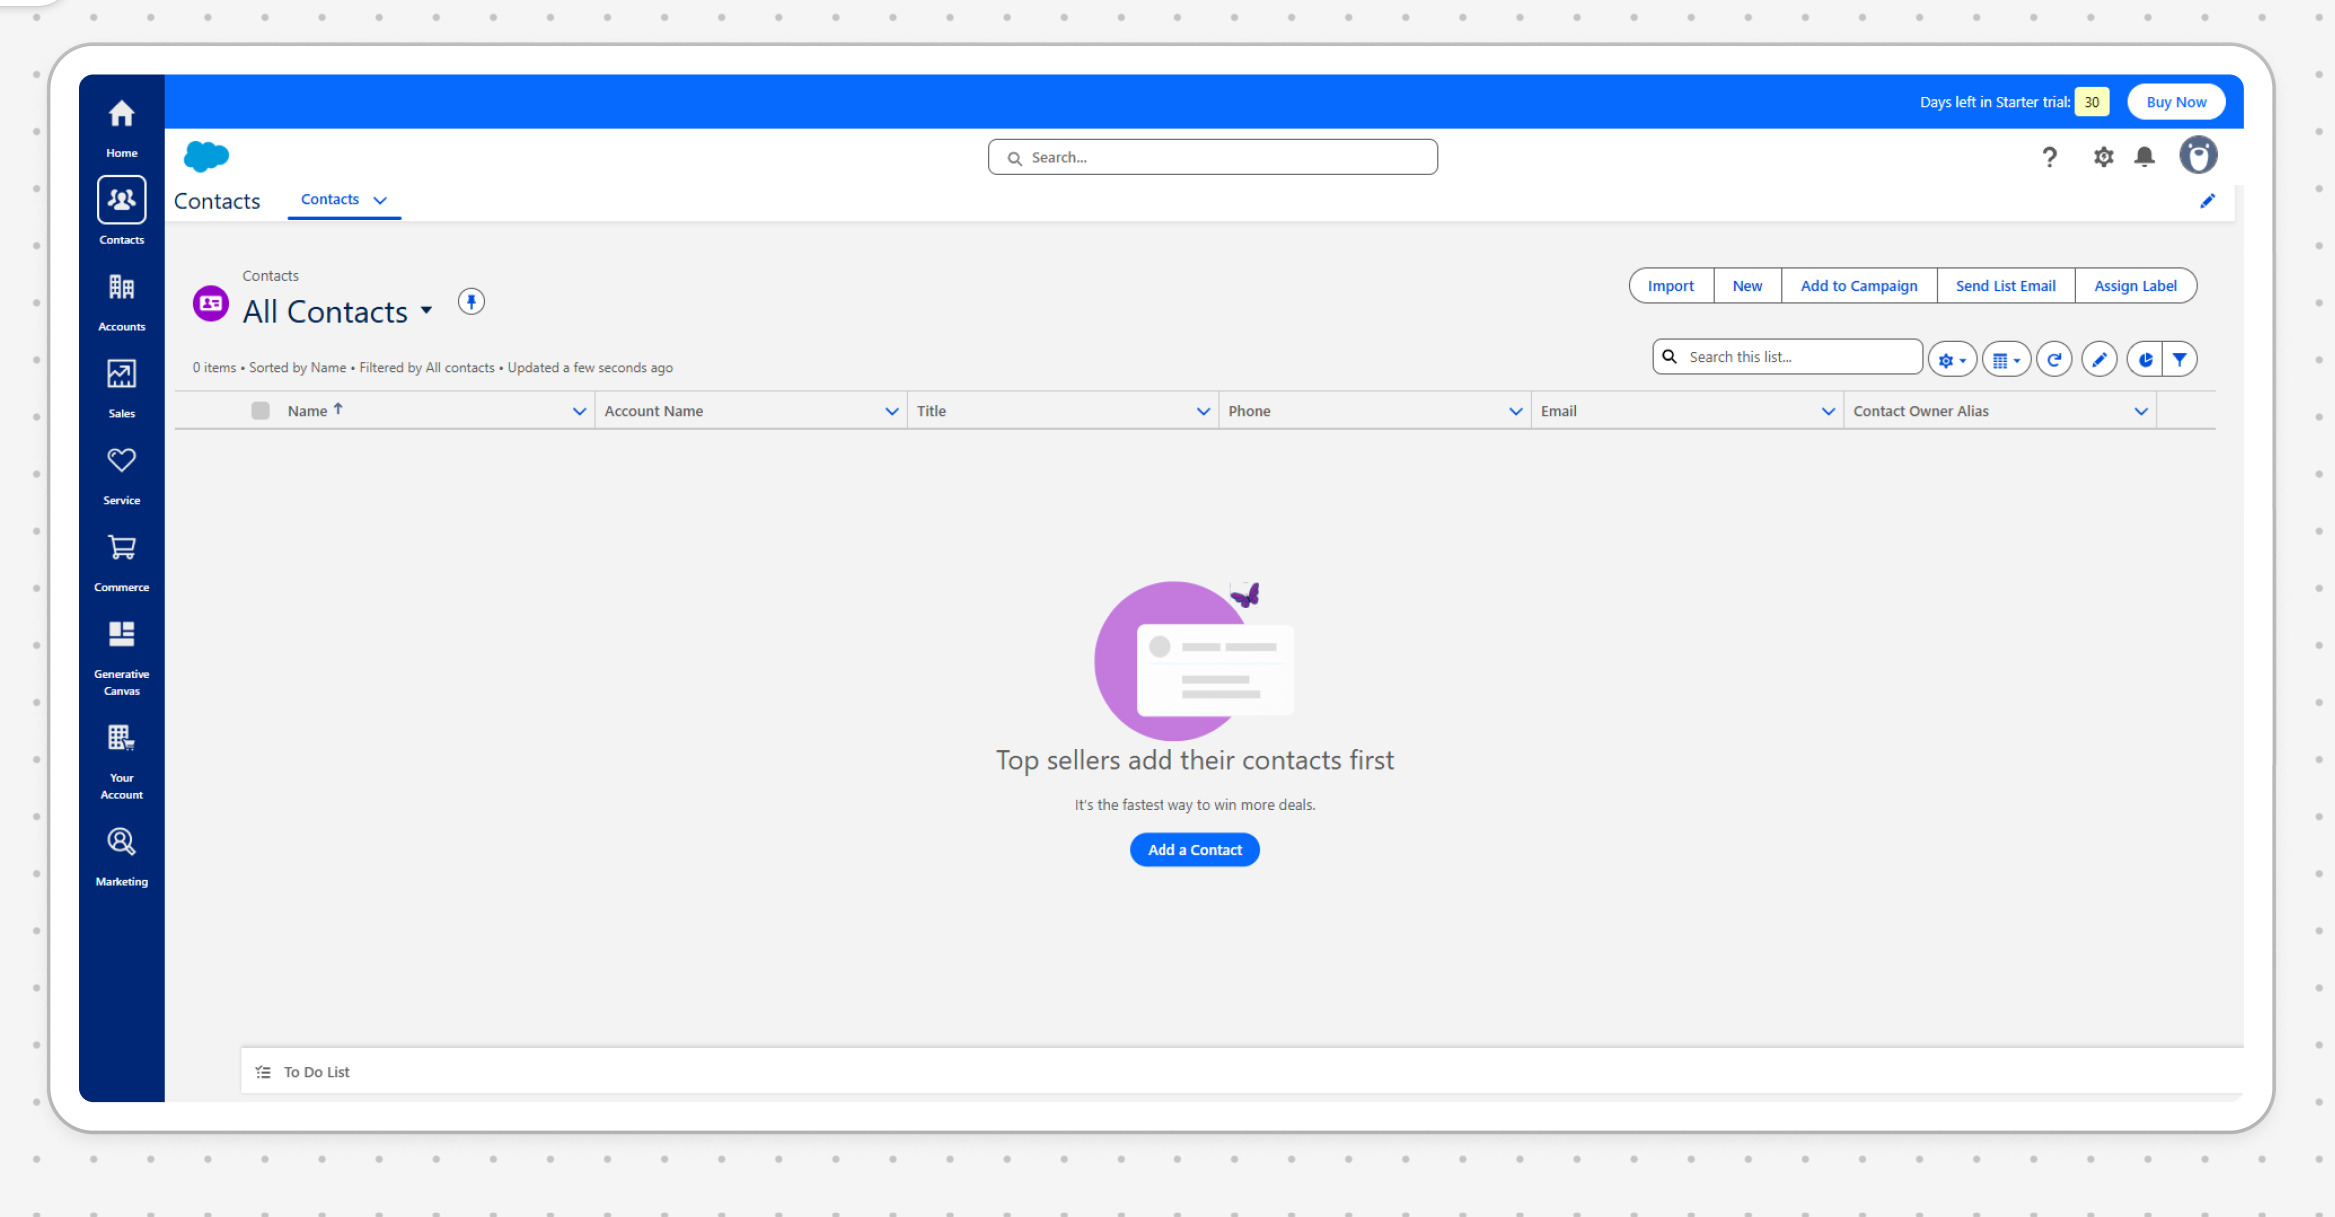 Days left in Starter trial: 30 Buy Now
Home
Search...
Contacts
Contacts
Contacts
Accounts
Sales
Service
Commerce
Generative
Canvas
Your
Account
Marketing
Contacts
All Contacts
Import New Add to Campaign Send List Email Assign Label
0 items • Sorted by Name • Filtered by All contacts • Updated a few seconds ago
Search this list...
Name Account Name Title Phone Email Contact Owner Alias
Top sellers add their contacts first
It's the fastest way to win more deals.
Add a Contact
To Do List